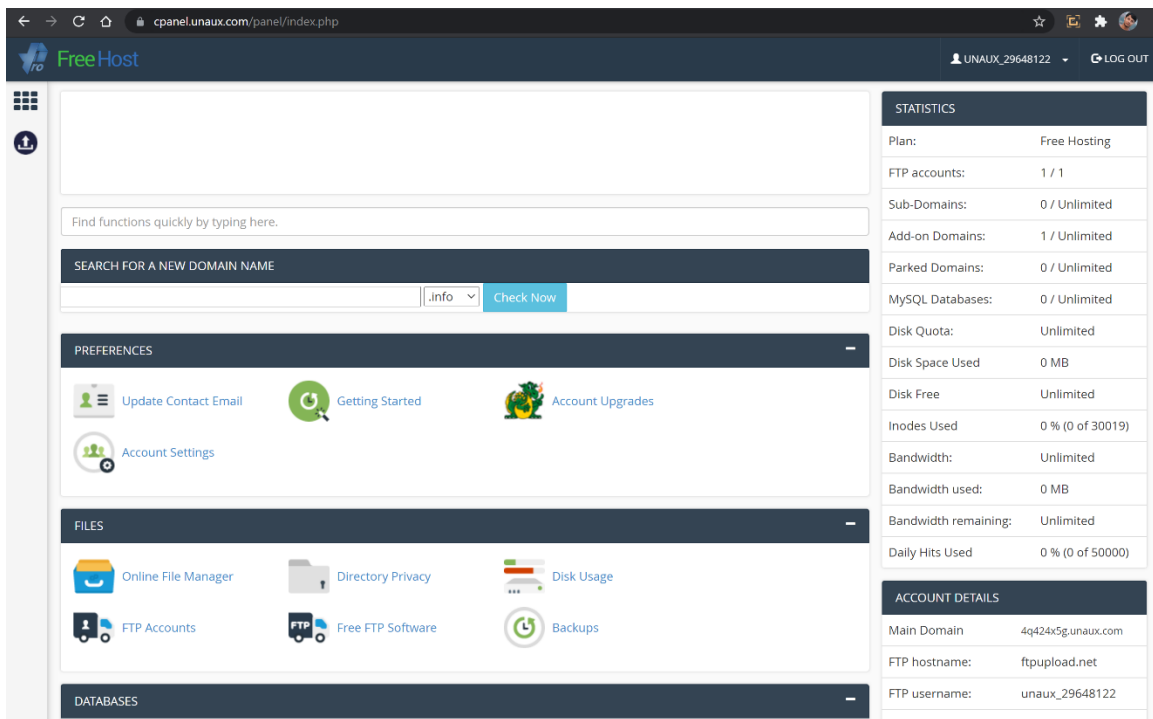 cpanel.unaux.com/panel/index.php
ro
FreeHost
UNAUX_29648122
LOG OUT
Find functions quickly by typing here.
SEARCH FOR A NEW DOMAIN NAME
.info
Check Now
PREFERENCES
Update Contact Email
Getting Started
Account Upgrades
Account Settings
FILES
Online File Manager
Directory Privacy
Disk Usage
FTP Accounts
FTP
Free FTP Software
Backups
DATABASES
STATISTICS
Plan: Free Hosting
FTP accounts: 1 / 1
Sub-Domains: 0 / Unlimited
Add-on Domains: 1 / Unlimited
Parked Domains: 0 / Unlimited
MySQL Databases: 0 / Unlimited
Disk Quota: Unlimited
Disk Space Used 0 MB
Disk Free Unlimited
Inodes Used 0 % (0 of 30019)
Bandwidth: Unlimited
Bandwidth used: 0 MB
Bandwidth remaining: Unlimited
Daily Hits Used 0 % (0 of 50000)
ACCOUNT DETAILS
Main Domain 4q424x5g.unaux.com
FTP hostname: ftpupload.net
FTP username: unaux_29648122